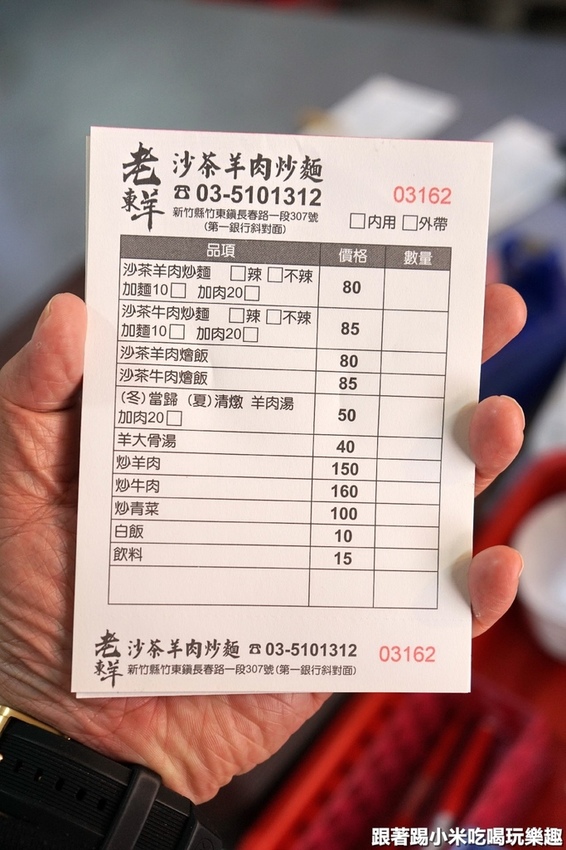 老東羊
沙茶羊肉炒麵
☎03-5101312
新竹縣竹東鎮長春路一段307號
(第一銀行斜對面)
03162
□內用 □外帶
品項 價格 數量
沙茶羊肉炒麵 □辣 □不辣
加麵10□ 加肉20□
80
沙茶牛肉炒麵 □辣 □不辣
加麵10□ 加肉20□
85
沙茶羊肉燴飯 80
沙茶牛肉燴飯 85
(冬)當歸 (夏)清燉 羊肉湯
加肉20□
50
羊大骨湯 40
炒羊肉 150
炒牛肉 160
炒青菜 100
白飯 10
飲料 15
老東羊
沙茶羊肉炒麵 ☎03-5101312
新竹縣竹東鎮長春路一段307號(第一銀行斜對面)
03162
跟著踢小米吃喝玩樂趣